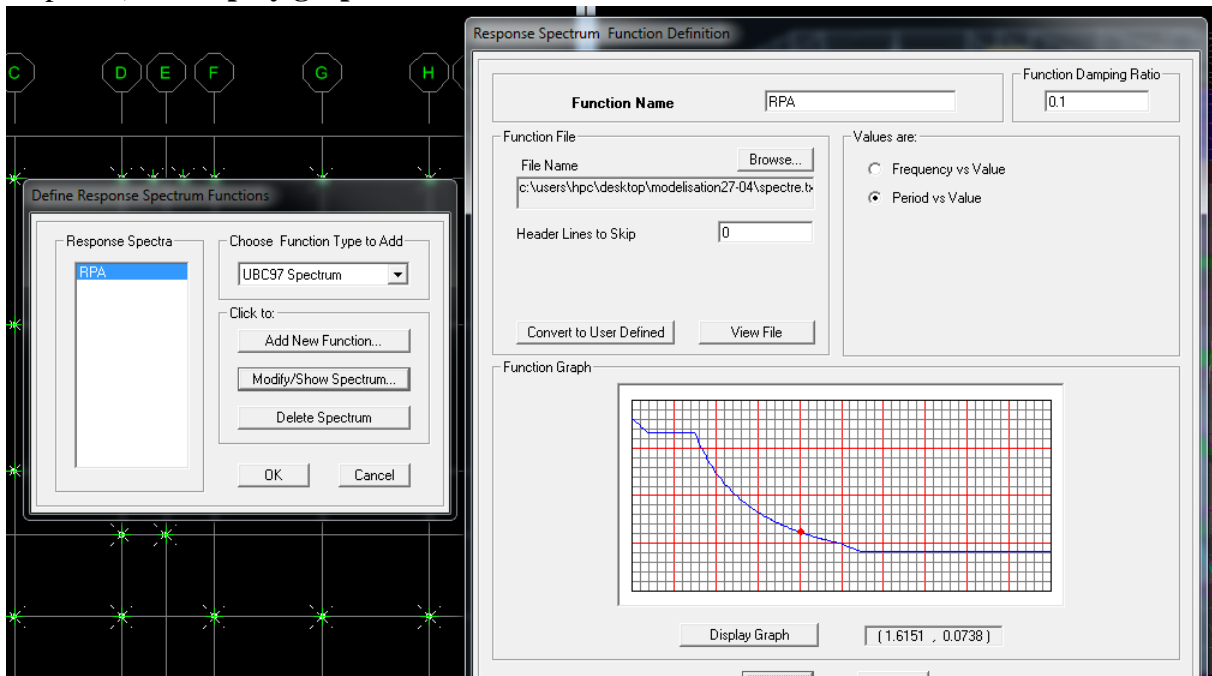 Response Spectrum Function Definition
C D E F G H
Function Name RPA
Function Damping Ratio
0.1
Function File
File Name Browse...
c:\users\hpc\desktop\modelisation27-04\spectre.tx
Header Lines to Skip 0
Convert to User Defined View File
Values are:
Frequency vs Value
Period vs Value
Define Response Spectrum Functions
Response Spectra
RPA
Choose Function Type to Add
UBC97 Spectrum
Click to:
Add New Function...
Modify/Show Spectrum...
Delete Spectrum
OK Cancel
Function Graph
Display Graph (1.6151 , 0.0738)